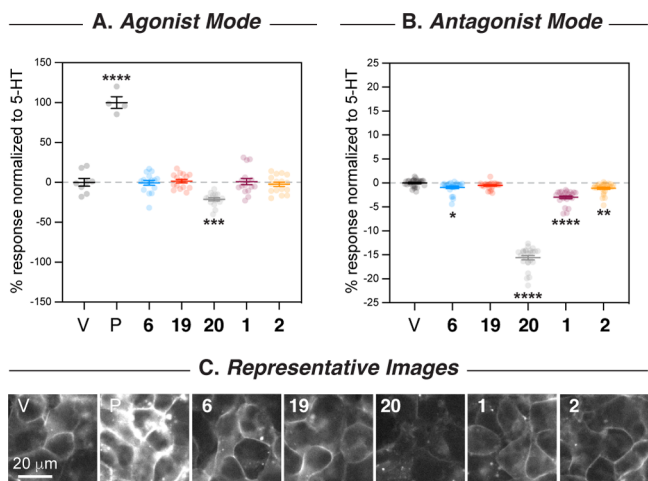 A. Agonist Mode
% response normalized to 5-HT
150
100
50
0
-50
-100
-150
****
***
V P 6 19 20 1 2
B. Antagonist Mode
% response normalized to 5-HT
25
20
15
10
5
0
-5
-10
-15
-20
-25
*
****
****
**
V 6 19 20 1 2
C. Representative Images
V P 6 19 20 1 2
20 μm